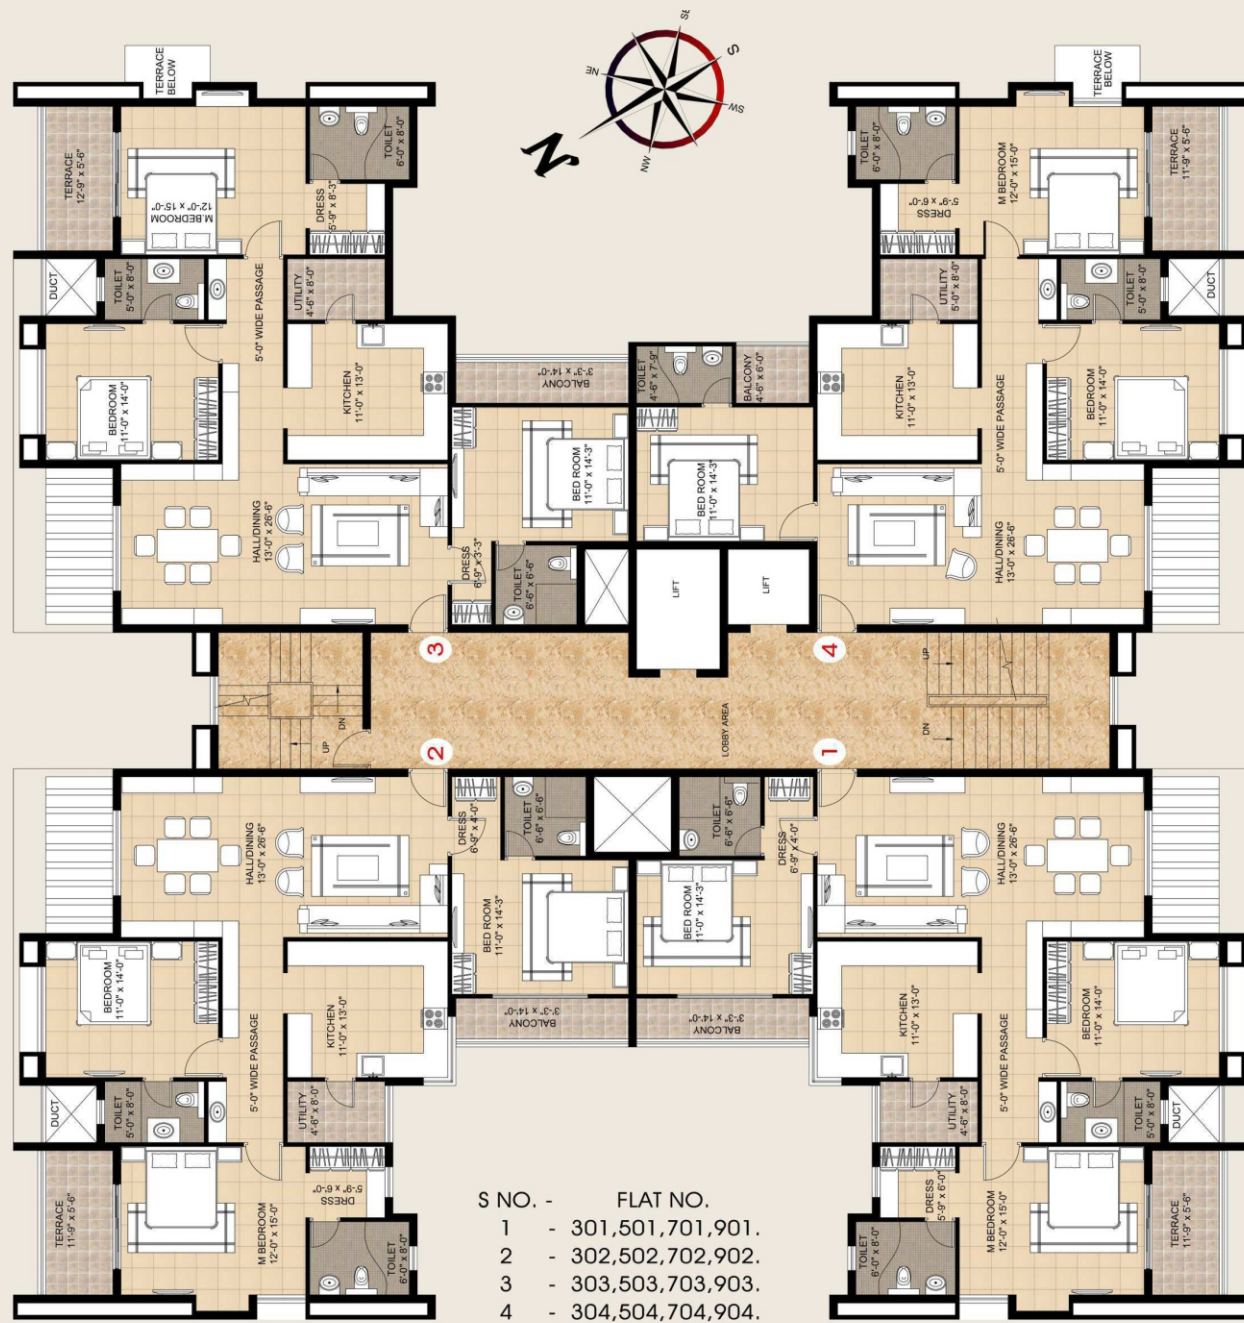 SE
S
SW
NW
N
NE
TERRACE
BELOW
TERRACE
12'-9" x 5'-6"
M.BEDROOM
12'-0" x 15'-0"
TOILET
6'-0" x 8'-0"
DRESS
5'-9" x 8'-3"
DUCT
TOILET
5'-0" x 8'-0"
5'-0" WIDE PASSAGE
UTILITY
4'-6" x 8'-0"
BEDROOM
11'-0" x 14'-0"
KITCHEN
11'-0" x 13'-0"
BALCONY
3'-3" x 14'-0"
BED ROOM
11'-0" x 14'-3"
HALL/DINING
13'-0" x 26'-6"
DRESS
6'-9" x 3'-3"
TOILET
6'-6" x 6'-6"
TERRACE
BELOW
TOILET
6'-0" x 8'-0"
M BEDROOM
12'-0" x 15'-0"
TERRACE
11'-9" x 5'-6"
DRESS
5'-9" x 6'-0"
UTILITY
5'-0" x 8'-0"
TOILET
5'-0" x 8'-0"
DUCT
TOILET
4'-6" x 7'-9"
BALCONY
4'-6" x 6'-0"
KITCHEN
11'-0" x 13'-0"
5'-0" WIDE PASSAGE
BEDROOM
11'-0" x 14'-0"
BED ROOM
11'-0" x 14'-3"
HALL/DINING
13'-0" x 26'-6"
LIFT
LIFT
3
4
UP
DN
UP
DN
LOBBY AREA
2
1
HALL/DINING
13'-0" x 26'-6"
DRESS
6'-9" x 4'-0"
TOILET
6'-6" x 6'-6"
BED ROOM
11'-0" x 14'-3"
BEDROOM
11'-0" x 14'-0"
KITCHEN
11'-0" x 13'-0"
BALCONY
3'-3" x 14'-0"
5'-0" WIDE PASSAGE
DUCT
TOILET
5'-0" x 8'-0"
UTILITY
4'-6" x 8'-0"
TERRACE
11'-9" x 5'-6"
M BEDROOM
12'-0" x 15'-0"
DRESS
5'-9" x 6'-0"
TOILET
6'-0" x 8'-0"
TOILET
6'-6" x 6'-6"
DRESS
6'-9" x 4'-0"
HALL/DINING
13'-0" x 26'-6"
BED ROOM
11'-0" x 14'-3"
BALCONY
3'-3" x 14'-0"
KITCHEN
11'-0" x 13'-0"
BEDROOM
11'-0" x 14'-0"
5'-0" WIDE PASSAGE
UTILITY
4'-6" x 8'-0"
TOILET
5'-0" x 8'-0"
DUCT
DRESS
5'-9" x 6'-0"
M BEDROOM
12'-0" x 15'-0"
TOILET
6'-0" x 8'-0"
TERRACE
11'-9" x 5'-6"
S NO. - FLAT NO.
1 - 301,501,701,901.
2 - 302,502,702,902.
3 - 303,503,703,903.
4 - 304,504,704,904.